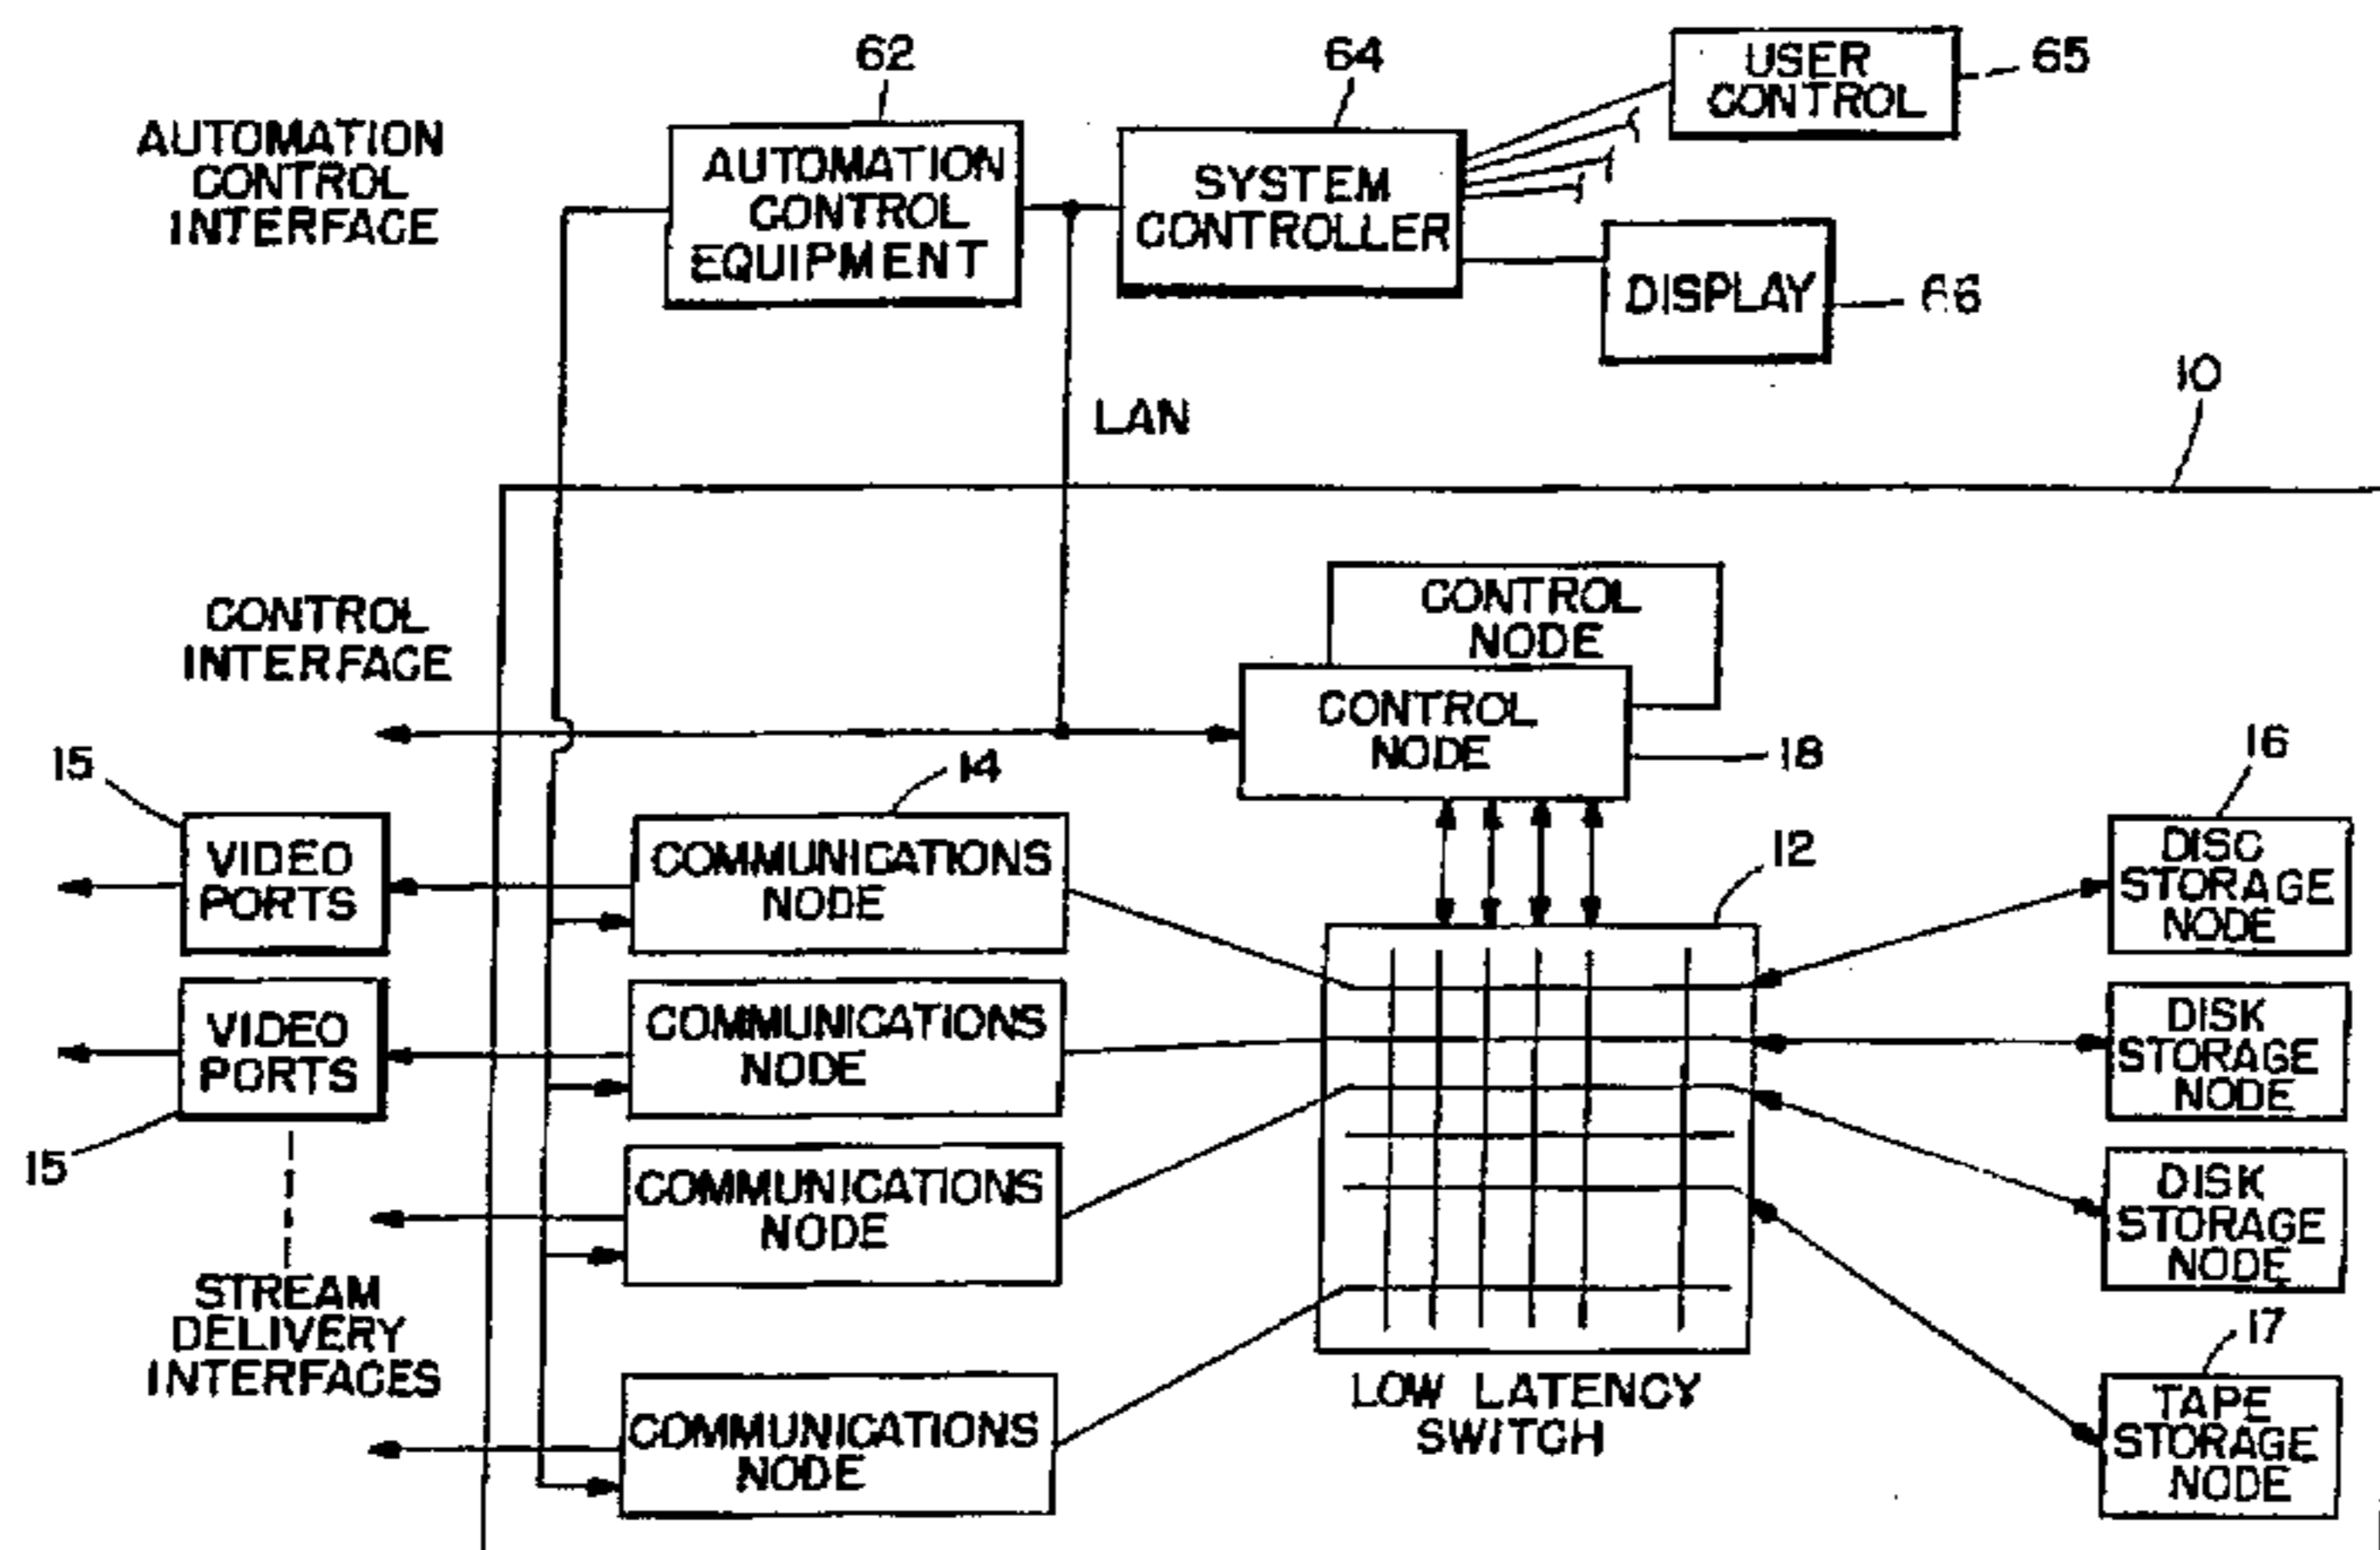 62
64
USER
CONTROL
65
AUTOMATION
CONTROL
INTERFACE
AUTOMATION
CONTROL
EQUIPMENT
SYSTEM
CONTROLLER
DISPLAY
66
10
LAN
CONTROL
INTERFACE
CONTROL
NODE
CONTROL
NODE
18
15
14
16
VIDEO
PORTS
COMMUNICATIONS
NODE
12
DISC
STORAGE
NODE
VIDEO
PORTS
COMMUNICATIONS
NODE
DISK
STORAGE
NODE
15
COMMUNICATIONS
NODE
DISK
STORAGE
NODE
STREAM
DELIVERY
INTERFACES
COMMUNICATIONS
NODE
LOW LATENCY
SWITCH
17
TAPE
STORAGE
NODE